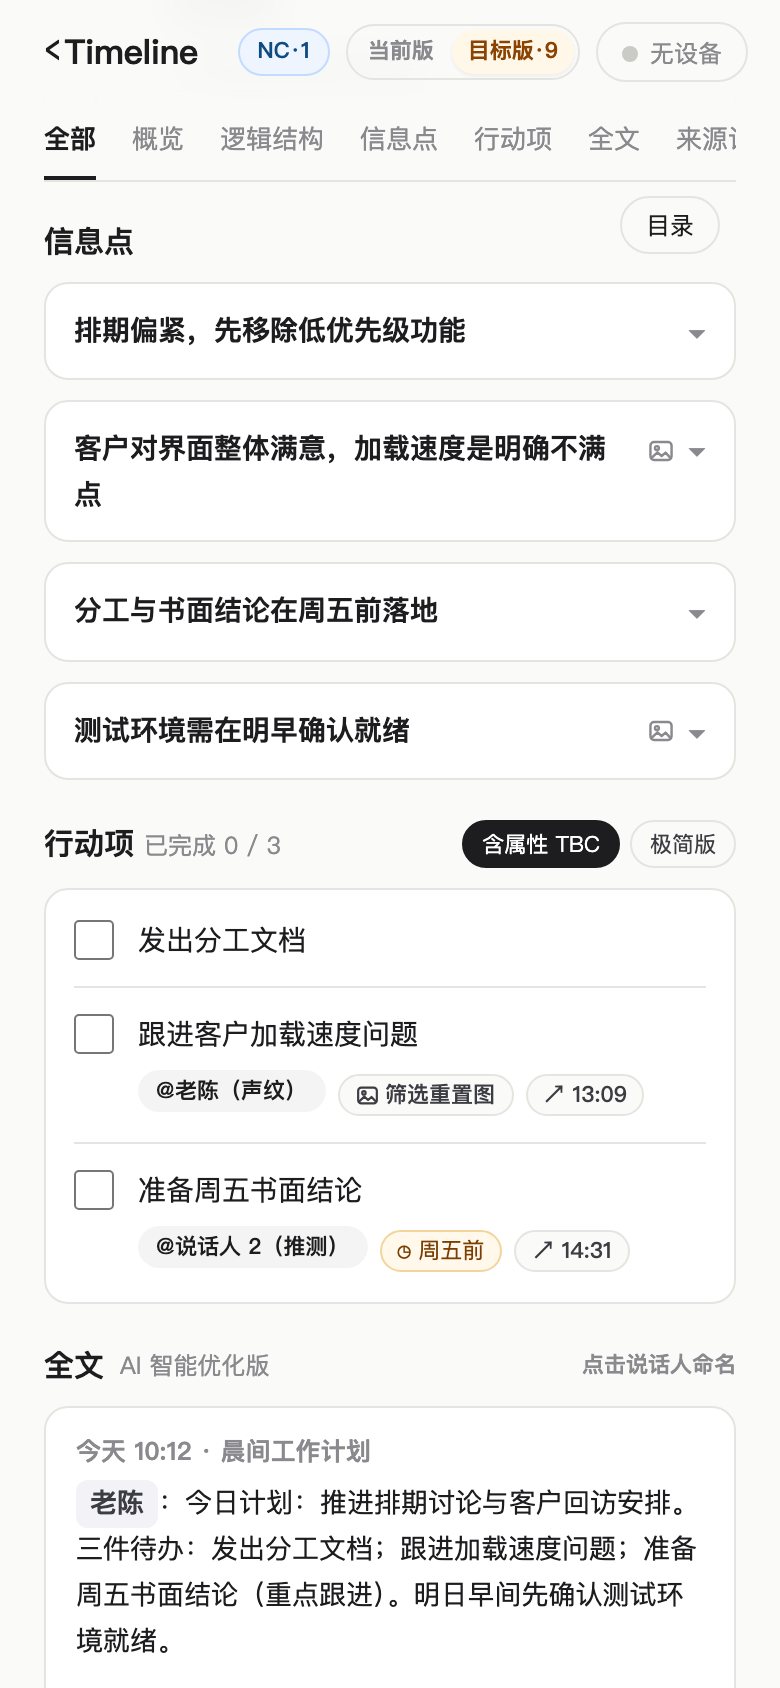 <Timeline NC·1 当前版 目标版·9 无设备
全部 概览 逻辑结构 信息点 行动项 全文 来源
信息点 目录
排期偏紧，先移除低优先级功能
客户对界面整体满意，加载速度是明确不满
点
分工与书面结论在周五前落地
测试环境需在明早确认就绪
行动项 已完成 0 / 3 含属性 TBC 极简版
发出分工文档
跟进客户加载速度问题
@老陈（声纹） 筛选重置图 ↗ 13:09
准备周五书面结论
@说话人 2（推测） 周五前 ↗ 14:31
全文 AI 智能优化版 点击说话人命名
今天 10:12 · 晨间工作计划
老陈：今日计划：推进排期讨论与客户回访安排。
三件待办：发出分工文档；跟进加载速度问题；准备
周五书面结论（重点跟进）。明日早间先确认测试环
境就绪。